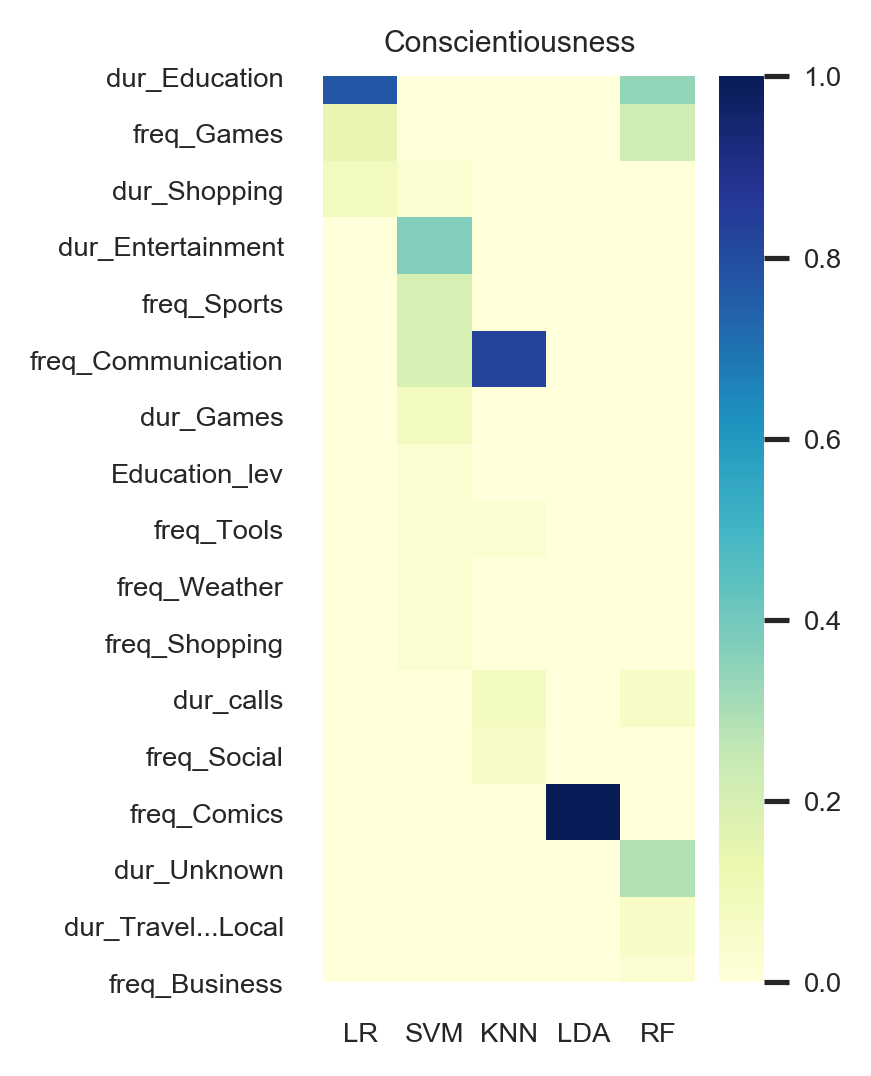 Conscientiousness
dur_Education
freq_Games
dur_Shopping
dur_Entertainment
freq_Sports
freq_Communication
dur_Games
Education_lev
freq_Tools
freq_Weather
freq_Shopping
dur_calls
freq_Social
freq_Comics
dur_Unknown
dur_Travel...Local
freq_Business
LR SVM KNN LDA RF
1.0
0.8
0.6
0.4
0.2
0.0